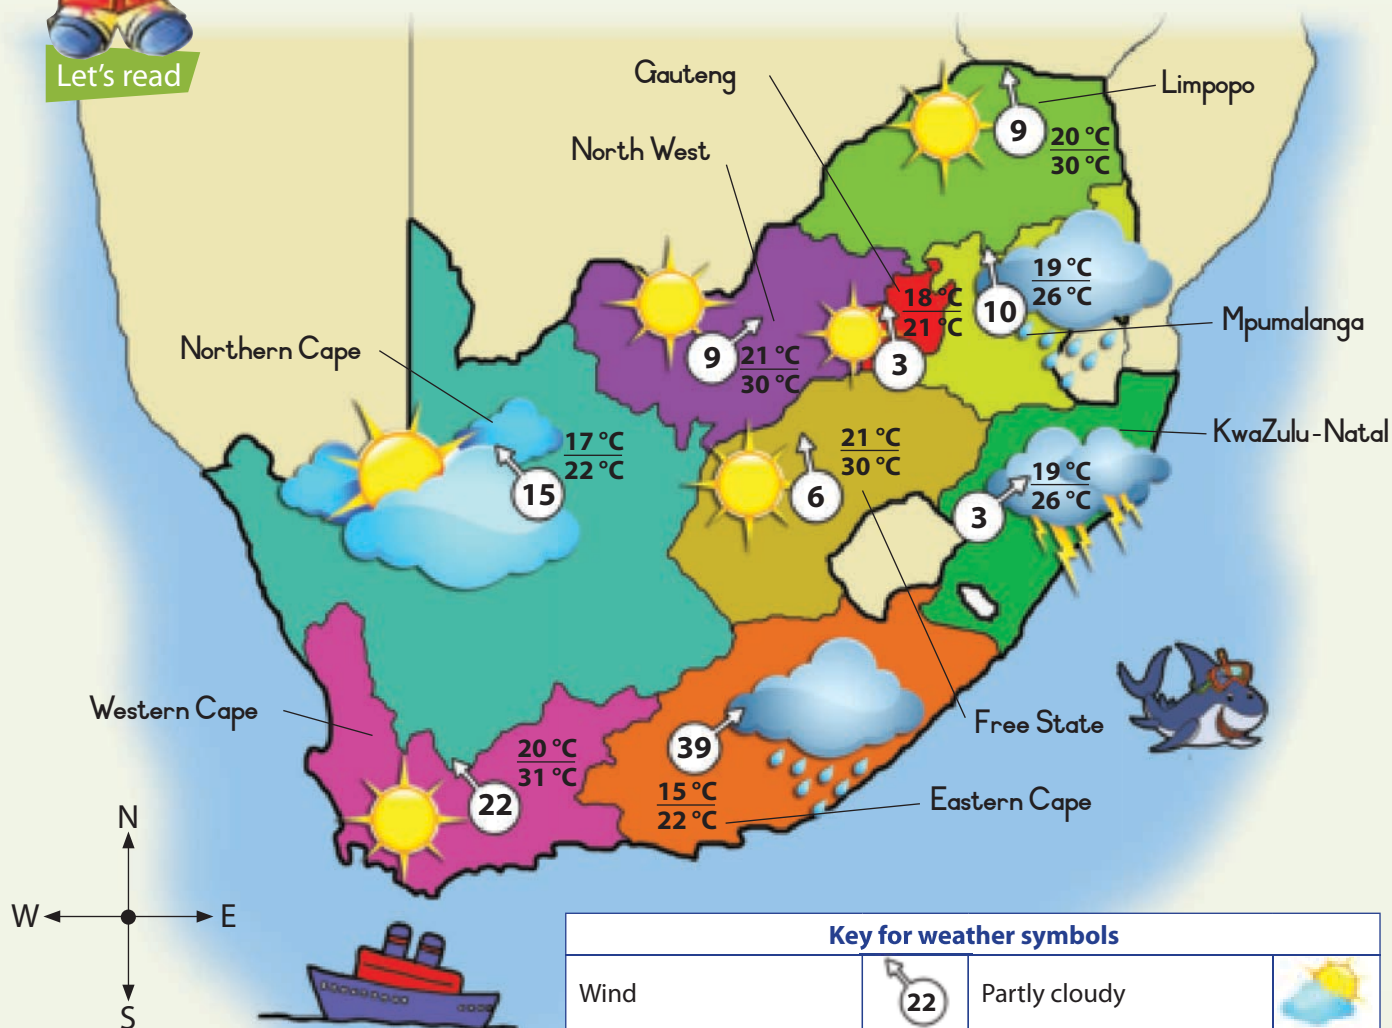 Let's read
Gauteng
Limpopo
9
20 °C
30 °C
North West
19 °C
26 °C
10
18 °C
21 °C
Mpumalanga
Northern Cape
9
21 °C
30 °C
3
KwaZulu-Natal
17 °C
22 °C
15
21 °C
30 °C
6
19 °C
26 °C
3
Western Cape
Free State
39
20 °C
31 °C
22
15 °C
22 °C
Eastern Cape
N
W
E
S
Key for weather symbols
Wind
22
Partly cloudy